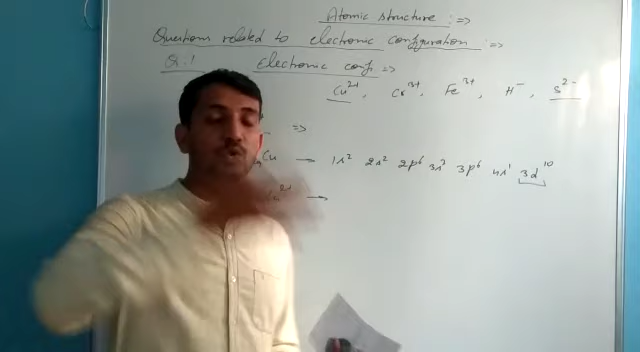 Atomic structure :=>
Questions related to electronic configuration :=>
Q.1 Electronic conf. =>
Cu²⁺, Cr³⁺, Fe³⁺, H⁻, S²⁻
=>
Cu → 1s² 2s² 2p⁶ 3s² 3p⁶ 4s¹ 3d¹⁰
→